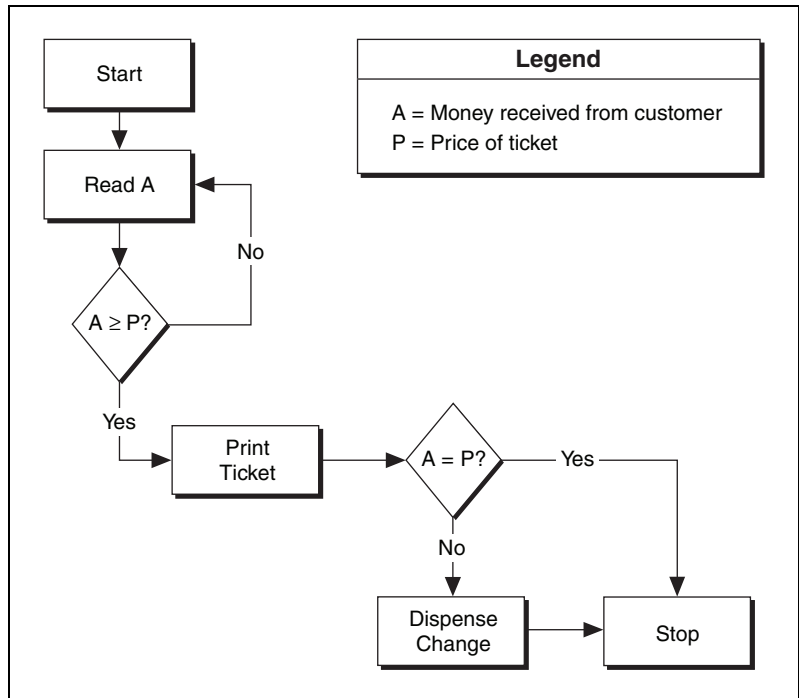 Start
Legend
A = Money received from customer
P = Price of ticket
Read A
No
A ≥ P?
Yes
Print
Ticket
A = P?
Yes
No
Dispense
Change
Stop